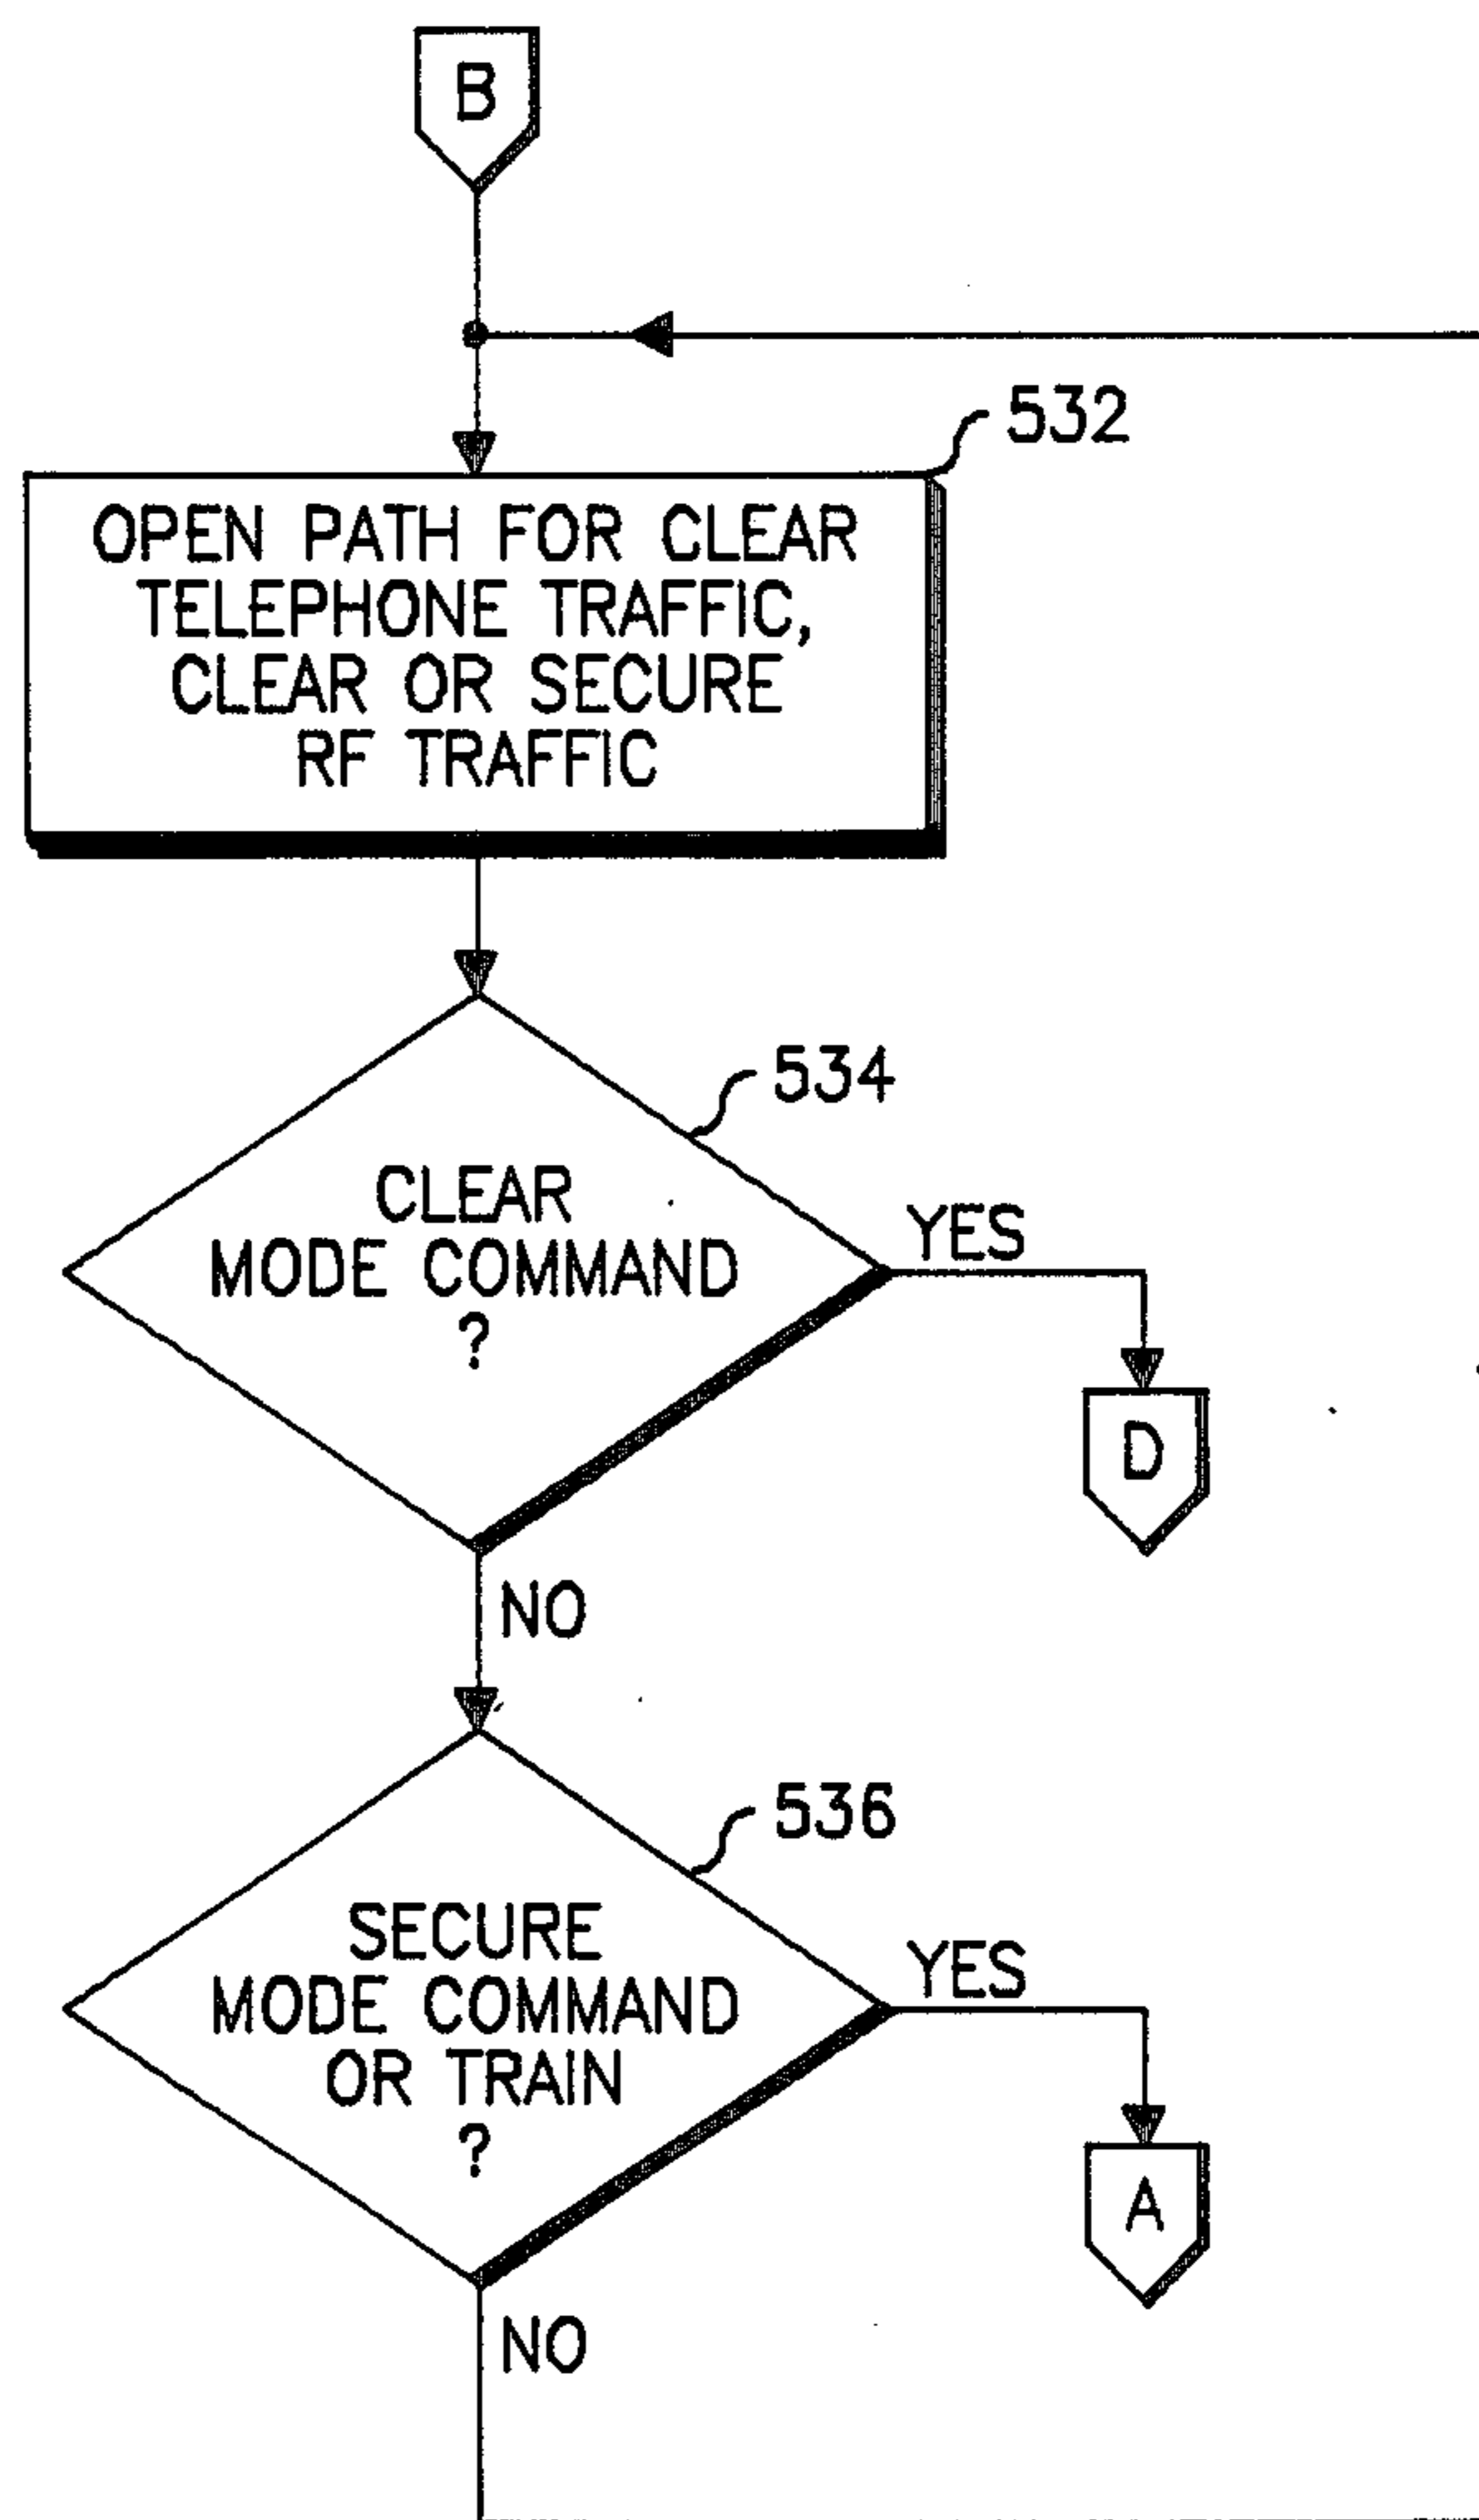 B
532
OPEN PATH FOR CLEAR
TELEPHONE TRAFFIC,
CLEAR OR SECURE
RF TRAFFIC
534
CLEAR
MODE COMMAND
?
YES
D
NO
536
SECURE
MODE COMMAND
OR TRAIN
?
YES
A
NO